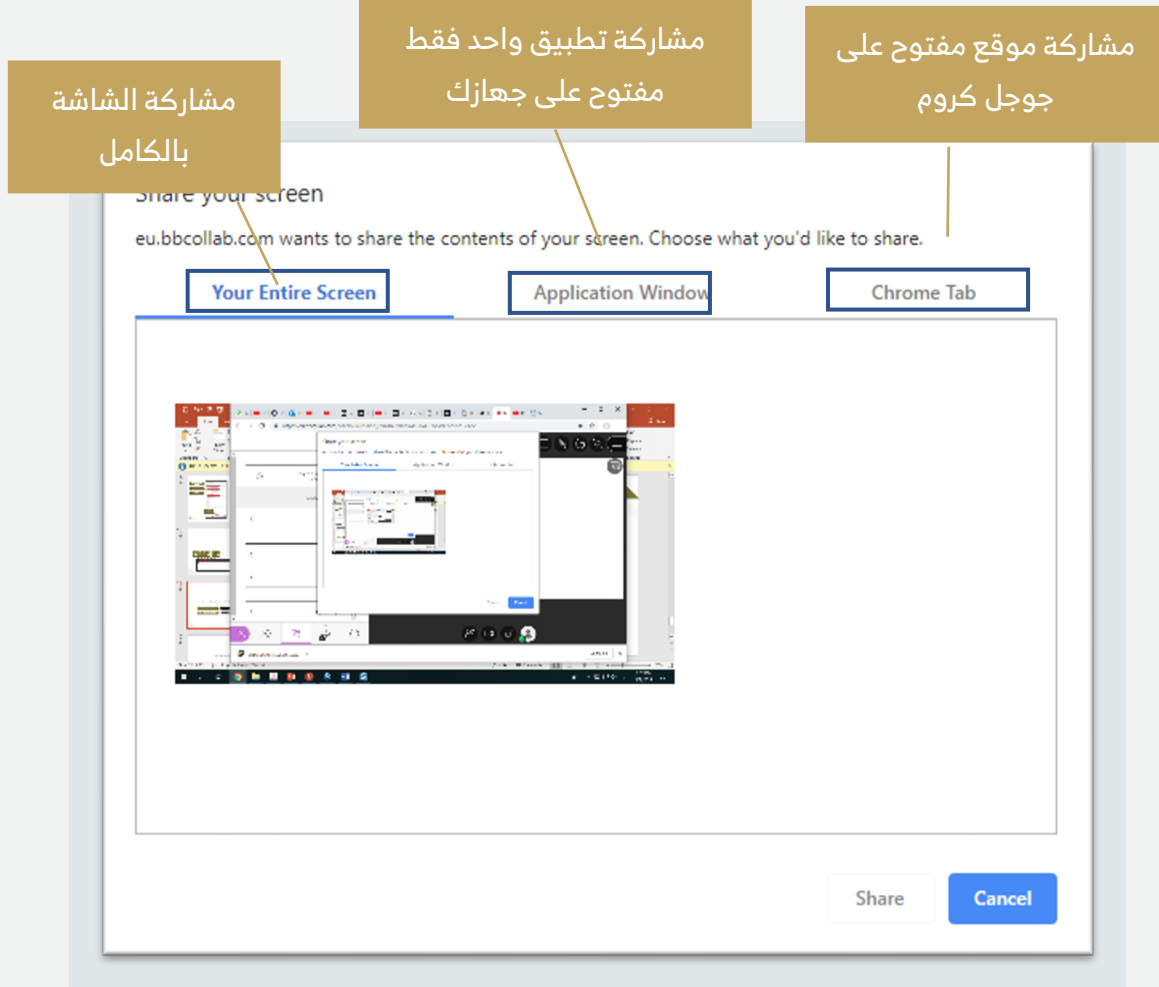 مشاركة موقع مفتوح على
جوجل كروم
مشاركة تطبيق واحد فقط
مفتوح على جهازك
مشاركة الشاشة
بالكامل
Share your screen
eu.bbcollab.com wants to share the contents of your screen. Choose what you'd like to share.
Your Entire Screen
Application Window
Chrome Tab
Share
Cancel